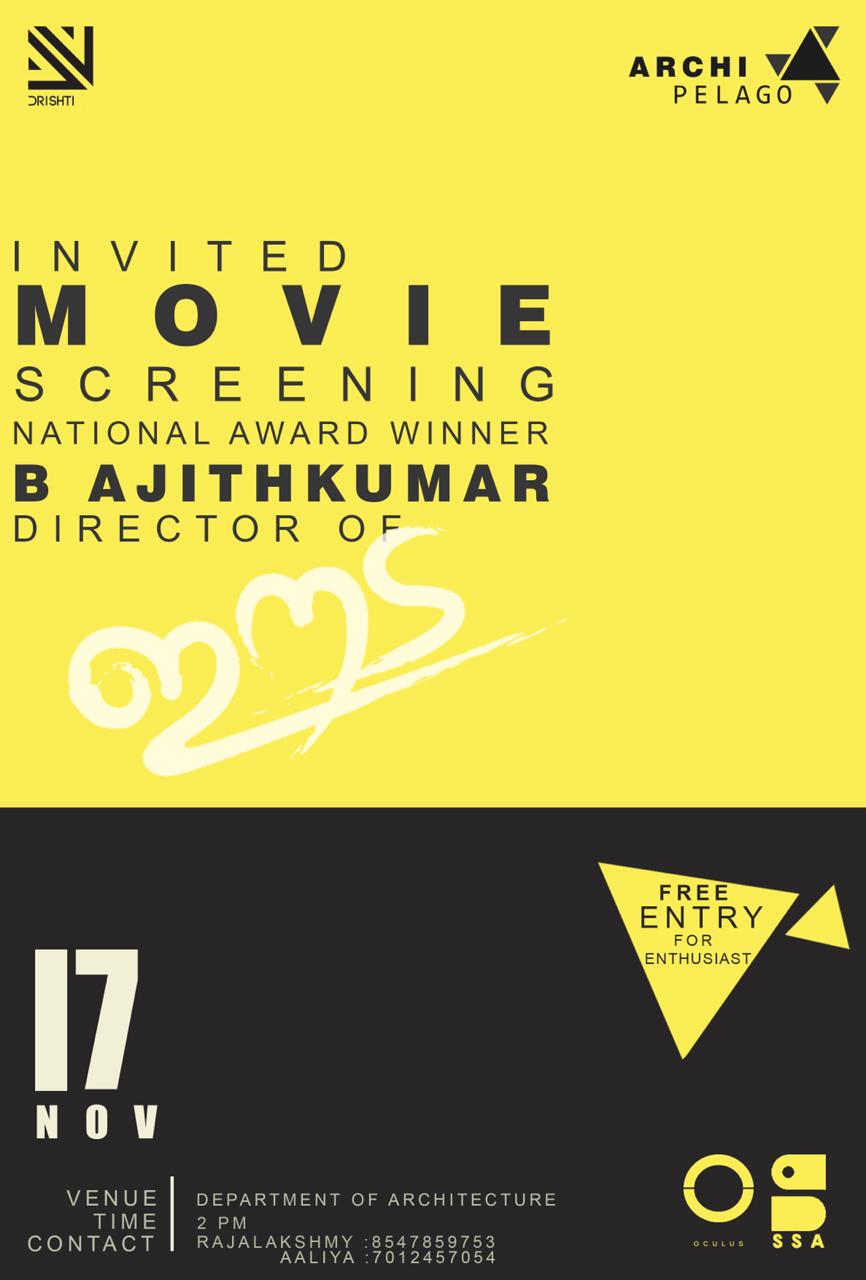 DRISHTI
ARCHI
PELAGO
INVITED
MOVIE
SCREENING
NATIONAL AWARD WINNER
B AJITHKUMAR
DIRECTOR OF
ഈട
FREE
ENTRY
FOR
ENTHUSIAST
17
NOV
VENUE DEPARTMENT OF ARCHITECTURE
TIME 2 PM
CONTACT RAJALAKSHMY :8547859753
AALIYA :7012457054
OCULUS
SSA